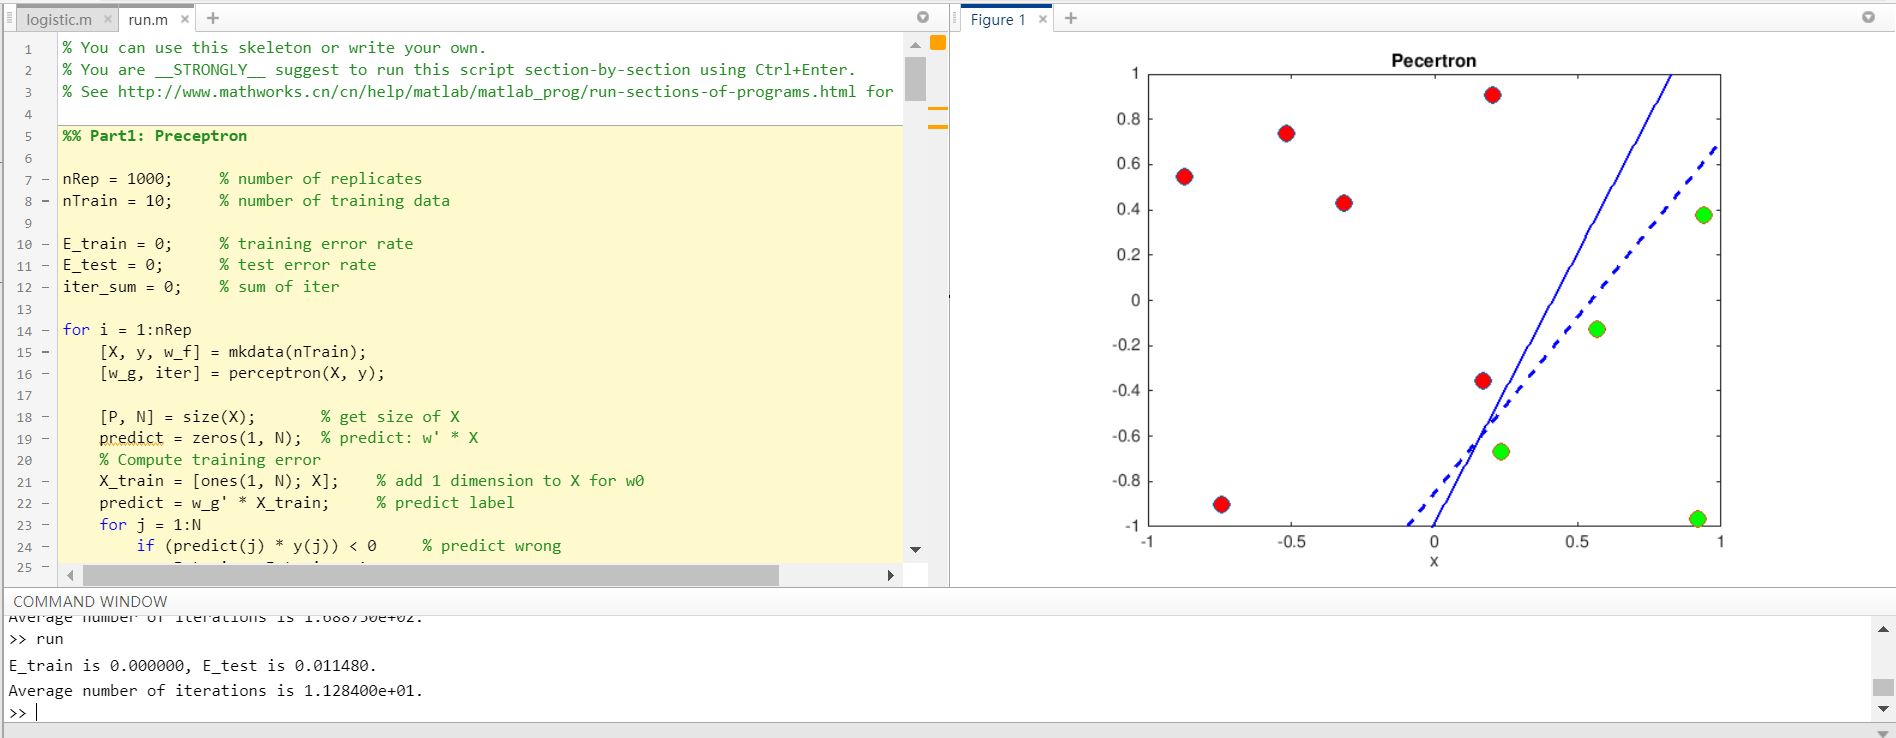 logistic.m × run.m × +
1 % You can use this skeleton or write your own.
2 % You are __STRONGLY__ suggest to run this script section-by-section using Ctrl+Enter.
3 % See http://www.mathworks.cn/cn/help/matlab/matlab_prog/run-sections-of-programs.html for
4
5 %% Part1: Preceptron
6
7 - nRep = 1000; % number of replicates
8 - nTrain = 10; % number of training data
9
10 - E_train = 0; % training error rate
11 - E_test = 0; % test error rate
12 - iter_sum = 0; % sum of iter
13
14 - for i = 1:nRep
15 - [X, y, w_f] = mkdata(nTrain);
16 - [w_g, iter] = perceptron(X, y);
17
18 - [P, N] = size(X); % get size of X
19 - predict = zeros(1, N); % predict: w' * X
20 % Compute training error
21 - X_train = [ones(1, N); X]; % add 1 dimension to X for w0
22 - predict = w_g' * X_train; % predict label
23 - for j = 1:N
24 - if (predict(j) * y(j)) < 0 % predict wrong
25 -
Figure 1 × +
Pecertron
1
0.8
0.6
0.4
0.2
0
-0.2
-0.4
-0.6
-0.8
-1
-1 -0.5 0 0.5 1
x
COMMAND WINDOW
Average number of iterations is 1.688750e+02.
>> run
E_train is 0.000000, E_test is 0.011480.
Average number of iterations is 1.128400e+01.
>>